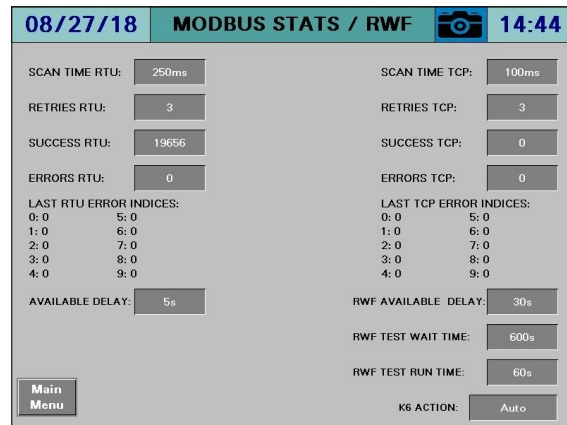 08/27/18 MODBUS STATS / RWF 14:44
SCAN TIME RTU: 250ms SCAN TIME TCP: 100ms
RETRIES RTU: 3 RETRIES TCP: 3
SUCCESS RTU: 19656 SUCCESS TCP: 0
ERRORS RTU: 0 ERRORS TCP: 0
LAST RTU ERROR INDICES: LAST TCP ERROR INDICES:
0: 0 5: 0 0: 0 5: 0
1: 0 6: 0 1: 0 6: 0
2: 0 7: 0 2: 0 7: 0
3: 0 8: 0 3: 0 8: 0
4: 0 9: 0 4: 0 9: 0
AVAILABLE DELAY: 5s RWF AVAILABLE DELAY: 30s
RWF TEST WAIT TIME: 600s
RWF TEST RUN TIME: 60s
Main
Menu
K6 ACTION: Auto